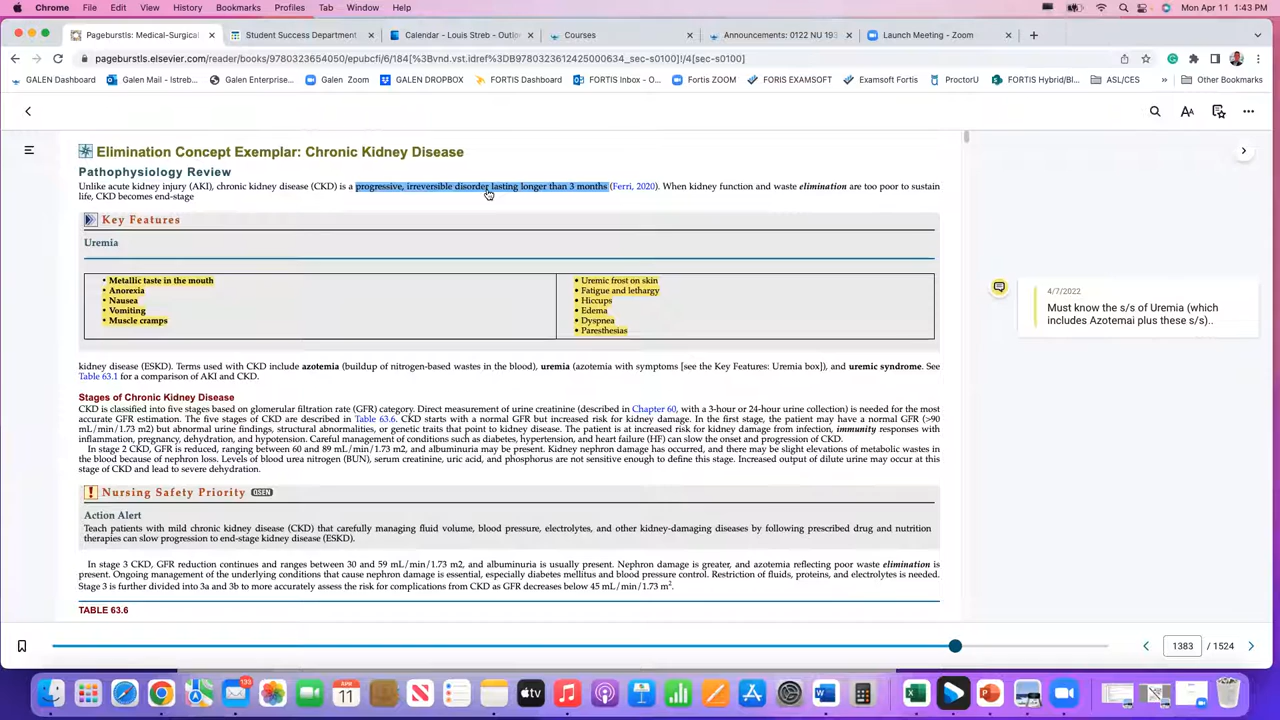 Chrome File Edit View History Bookmarks Profiles Tab Window Help Mon Apr 11 1:43 PM
Pageburstls: Medical-Surgical Student Success Department Calendar - Louis Streb - Outlo Courses Announcements: 0122 NU 193 Launch Meeting - Zoom
pageburstls.elsevier.com/reader/books/9780323654050/epubcfi/6/184[%3Bvnd.vst.idref%3DB9780323612425000634_sec-s0100]!/4[sec-s0100]
GALEN Dashboard Galen Mail - lstreb... Galen Enterprise... Galen Zoom GALEN DROPBOX FORTIS Dashboard FORTIS Inbox - O... Fortis ZOOM FORIS EXAMSOFT Examsoft Fortis ProctorU FORTIS Hybrid/Bl... ASL/CES » Other Bookmarks
Elimination Concept Exemplar: Chronic Kidney Disease
Pathophysiology Review
Unlike acute kidney injury (AKI), chronic kidney disease (CKD) is a progressive, irreversible disorder lasting longer than 3 months (Ferri, 2020). When kidney function and waste elimination are too poor to sustain
life, CKD becomes end-stage
Key Features
Uremia
• Metallic taste in the mouth
• Anorexia
• Nausea
• Vomiting
• Muscle cramps
• Uremic frost on skin
• Fatigue and lethargy
• Hiccups
• Edema
• Dyspnea
• Paresthesias
4/7/2022
Must know the s/s of Uremia (which
includes Azotemai plus these s/s)..
kidney disease (ESKD). Terms used with CKD include azotemia (buildup of nitrogen-based wastes in the blood), uremia (azotemia with symptoms [see the Key Features: Uremia box]), and uremic syndrome. See
Table 63.1 for a comparison of AKI and CKD.
Stages of Chronic Kidney Disease
CKD is classified into five stages based on glomerular filtration rate (GFR) category. Direct measurement of urine creatinine (described in Chapter 60, with a 3-hour or 24-hour urine collection) is needed for the most
accurate GFR estimation. The five stages of CKD are described in Table 63.6. CKD starts with a normal GFR but increased risk for kidney damage. In the first stage, the patient may have a normal GFR (>90
mL/min/1.73 m2) but abnormal urine findings, structural abnormalities, or genetic traits that point to kidney disease. The patient is at increased risk for kidney damage from infection, immunity responses with
inflammation, pregnancy, dehydration, and hypotension. Careful management of conditions such as diabetes, hypertension, and heart failure (HF) can slow the onset and progression of CKD.
In stage 2 CKD, GFR is reduced, ranging between 60 and 89 mL/min/1.73 m2, and albuminuria may be present. Kidney nephron damage has occurred, and there may be slight elevations of metabolic wastes in
the blood because of nephron loss. Levels of blood urea nitrogen (BUN), serum creatinine, uric acid, and phosphorus are not sensitive enough to define this stage. Increased output of dilute urine may occur at this
stage of CKD and lead to severe dehydration.
! Nursing Safety Priority QSEN
Action Alert
Teach patients with mild chronic kidney disease (CKD) that carefully managing fluid volume, blood pressure, electrolytes, and other kidney-damaging diseases by following prescribed drug and nutrition
therapies can slow progression to end-stage kidney disease (ESKD).
In stage 3 CKD, GFR reduction continues and ranges between 30 and 59 mL/min/1.73 m2, and albuminuria is usually present. Nephron damage is greater, and azotemia reflecting poor waste elimination is
present. Ongoing management of the underlying conditions that cause nephron damage is essential, especially diabetes mellitus and blood pressure control. Restriction of fluids, proteins, and electrolytes is needed.
Stage 3 is further divided into 3a and 3b to more accurately assess the risk for complications from CKD as GFR decreases below 45 mL/min/1.73 m2.
TABLE 63.6
1383 / 1524
133
APR
11
tv